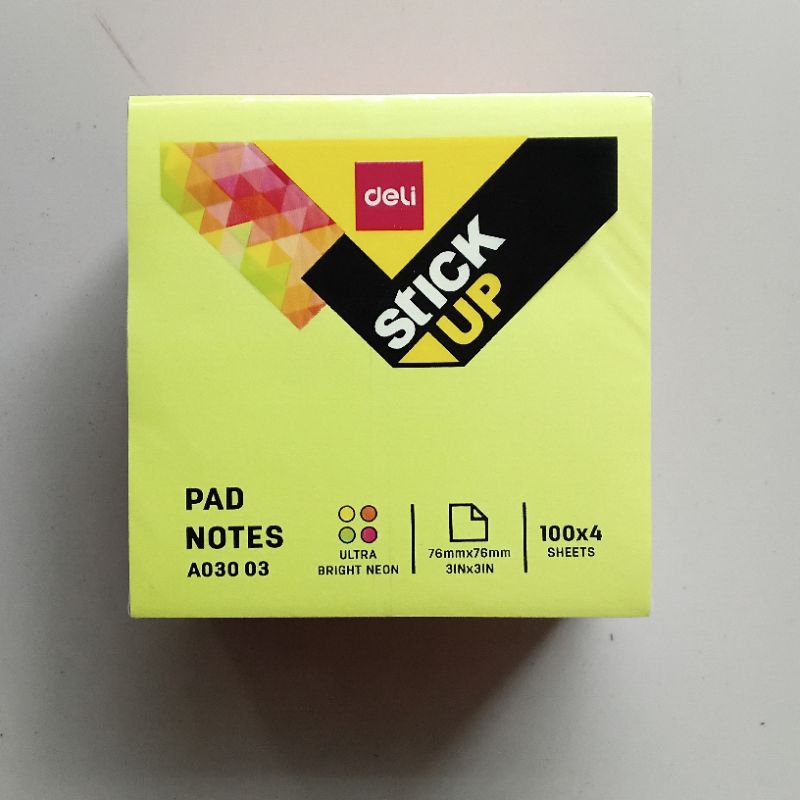 deli
Stick
UP
PAD
NOTES
A030 03
ULTRA
BRIGHT NEON
76mmx76mm
3INx3IN
100x4
SHEETS